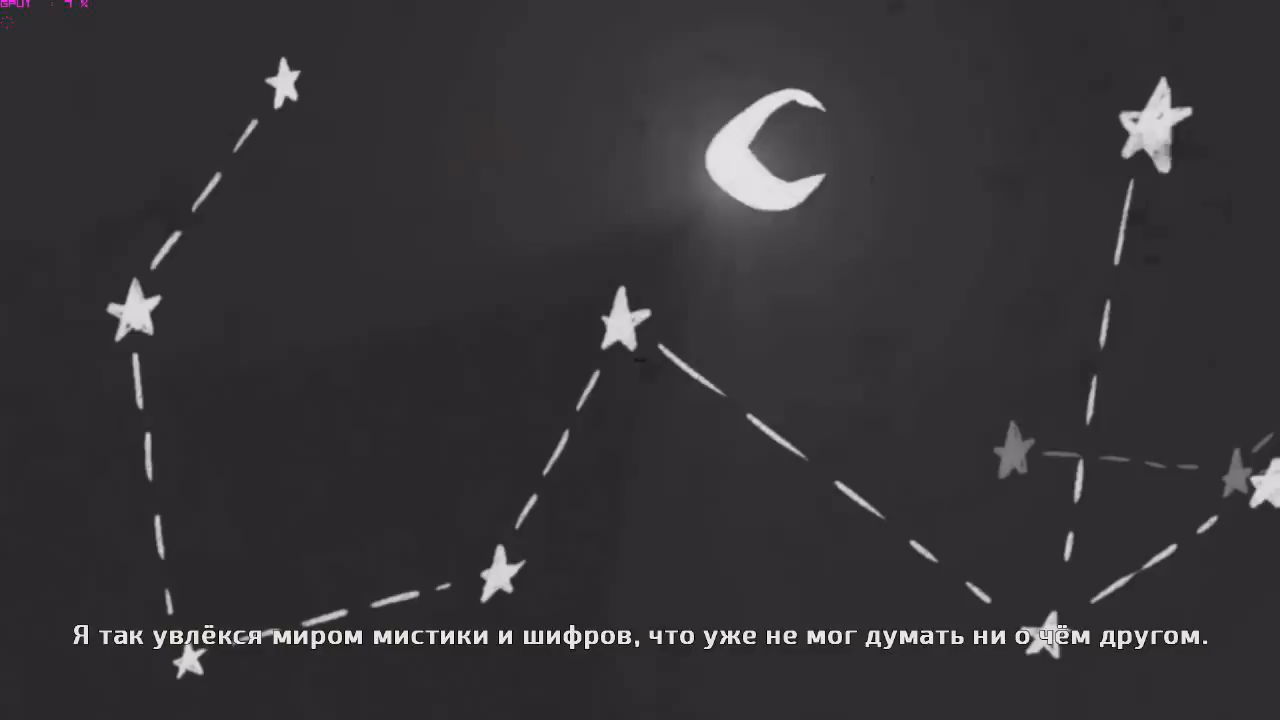 Я так увлёкся миром мистики и шифров, что уже не мог думать ни о чём другом.